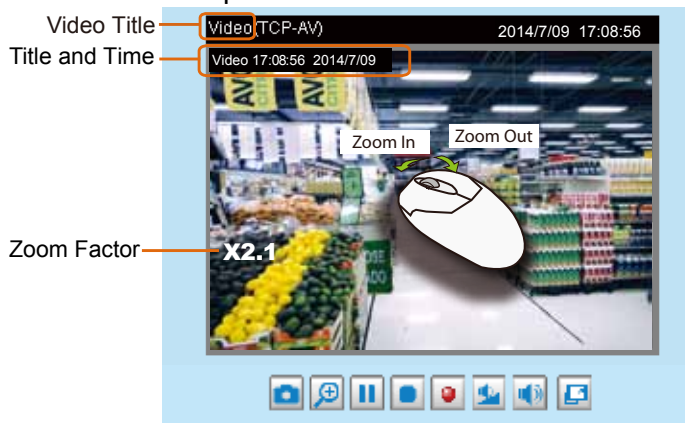 Video Title
Video(TCP-AV) 2014/7/09 17:08:56
Title and Time
Video 17:08:56 2014/7/09
Zoom In Zoom Out
Zoom Factor
X2.1